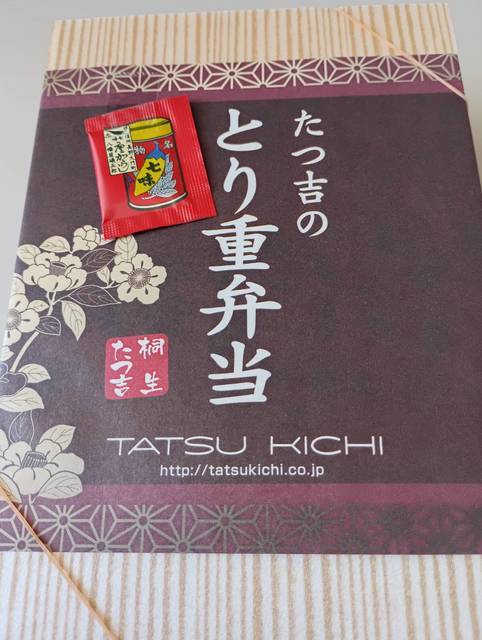 たつ吉の
とり重弁当
七味
桐生
たつ吉
TATSU KICHI
http://tatsukichi.co.jp